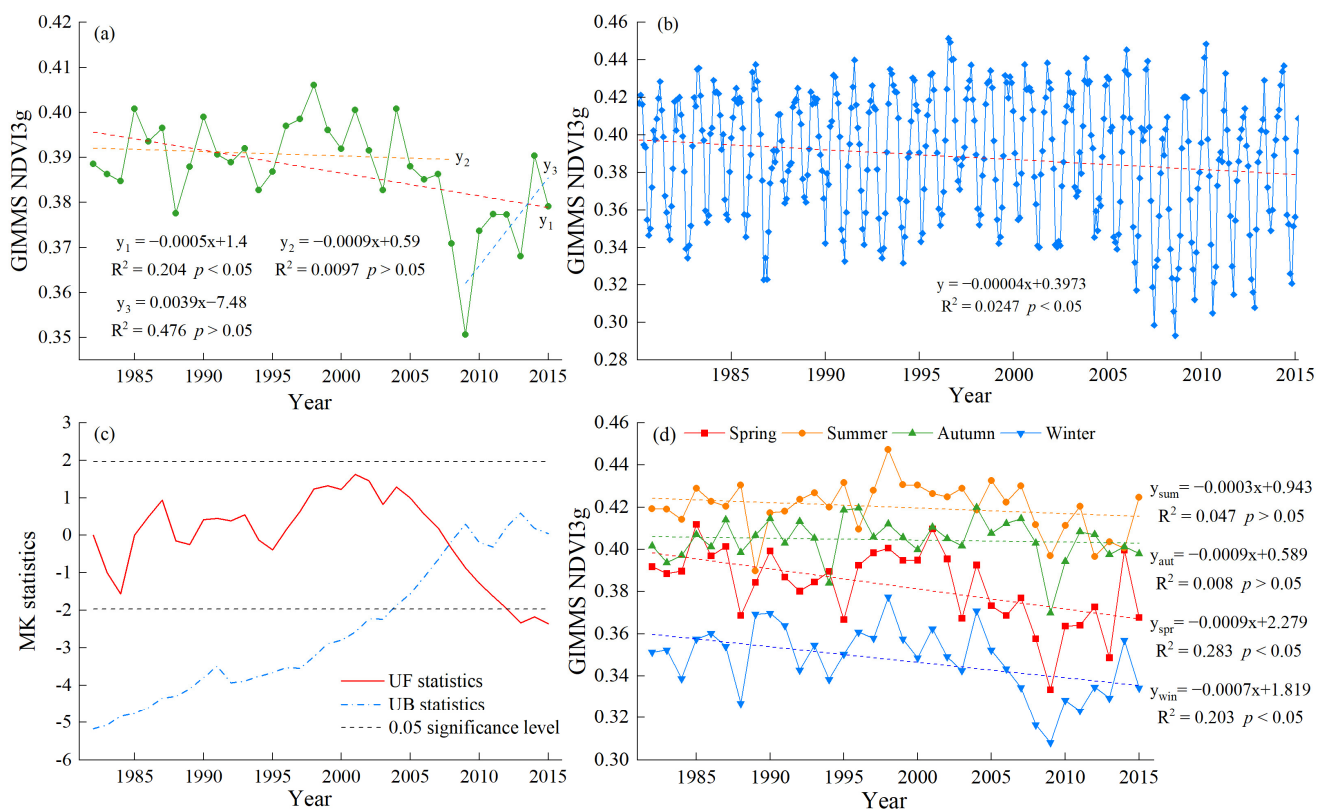 (a)
GIMMS NDVI3g
0.42
0.41
0.40
0.39
0.38
0.37
0.36
0.35
y₂
y₃
y₁
y₁ = −0.0005x+1.4
R² = 0.204 p < 0.05
y₂ = −0.0009x+0.59
R² = 0.0097 p > 0.05
y₃ = 0.0039x−7.48
R² = 0.476 p > 0.05
1985 1990 1995 2000 2005 2010 2015
Year
(b)
GIMMS NDVI3g
0.46
0.44
0.42
0.40
0.38
0.36
0.34
0.32
0.30
0.28
y = −0.00004x+0.3973
R² = 0.0247 p < 0.05
1985 1990 1995 2000 2005 2010 2015
Year
(c)
MK statistics
3
2
1
0
-1
-2
-3
-4
-5
-6
UF statistics
UB statistics
0.05 significance level
1985 1990 1995 2000 2005 2010 2015
Year
(d)
Spring Summer Autumn Winter
GIMMS NDVI3g
0.46
0.44
0.42
0.40
0.38
0.36
0.34
0.32
0.30
y_sum = −0.0003x+0.943
R² = 0.047 p > 0.05
y_aut = −0.0009x+0.589
R² = 0.008 p > 0.05
y_spr = −0.0009x+2.279
R² = 0.283 p < 0.05
y_win = −0.0007x+1.819
R² = 0.203 p < 0.05
1985 1990 1995 2000 2005 2010 2015
Year